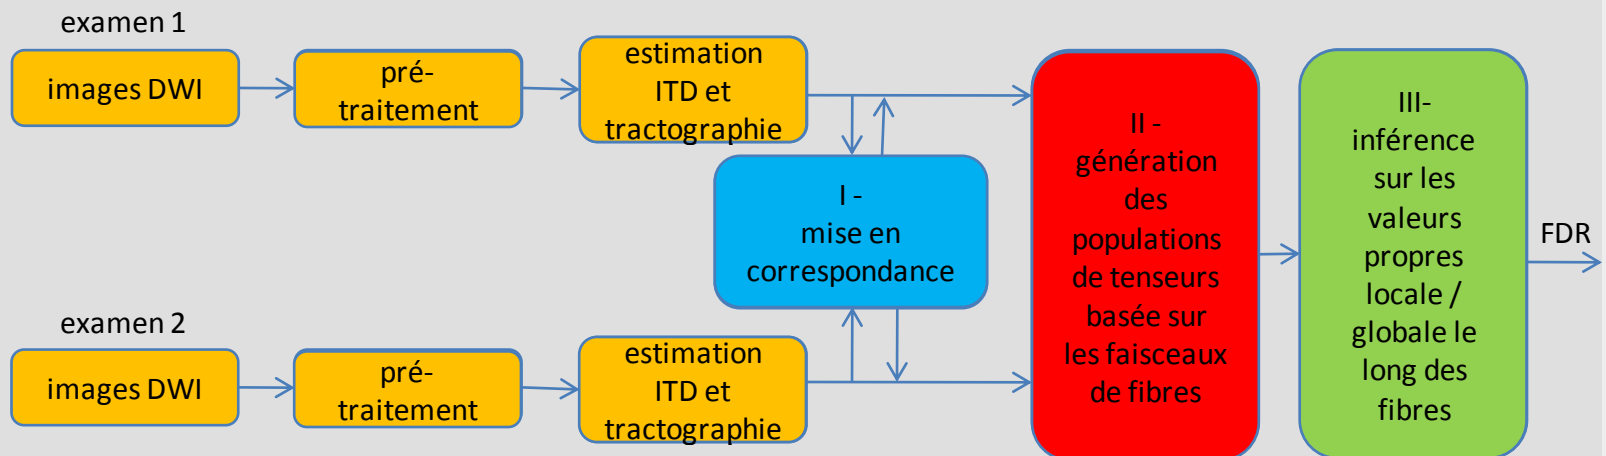 examen 1
images DWI
pré-
traitement
estimation
ITD et
tractographie
I -
mise en
correspondance
examen 2
images DWI
pré-
traitement
estimation
ITD et
tractographie
II -
génération
des
populations
de tenseurs
basée sur
les faisceaux
de fibres
III-
inférence
sur les
valeurs
propres
locale /
globale le
long des
fibres
FDR